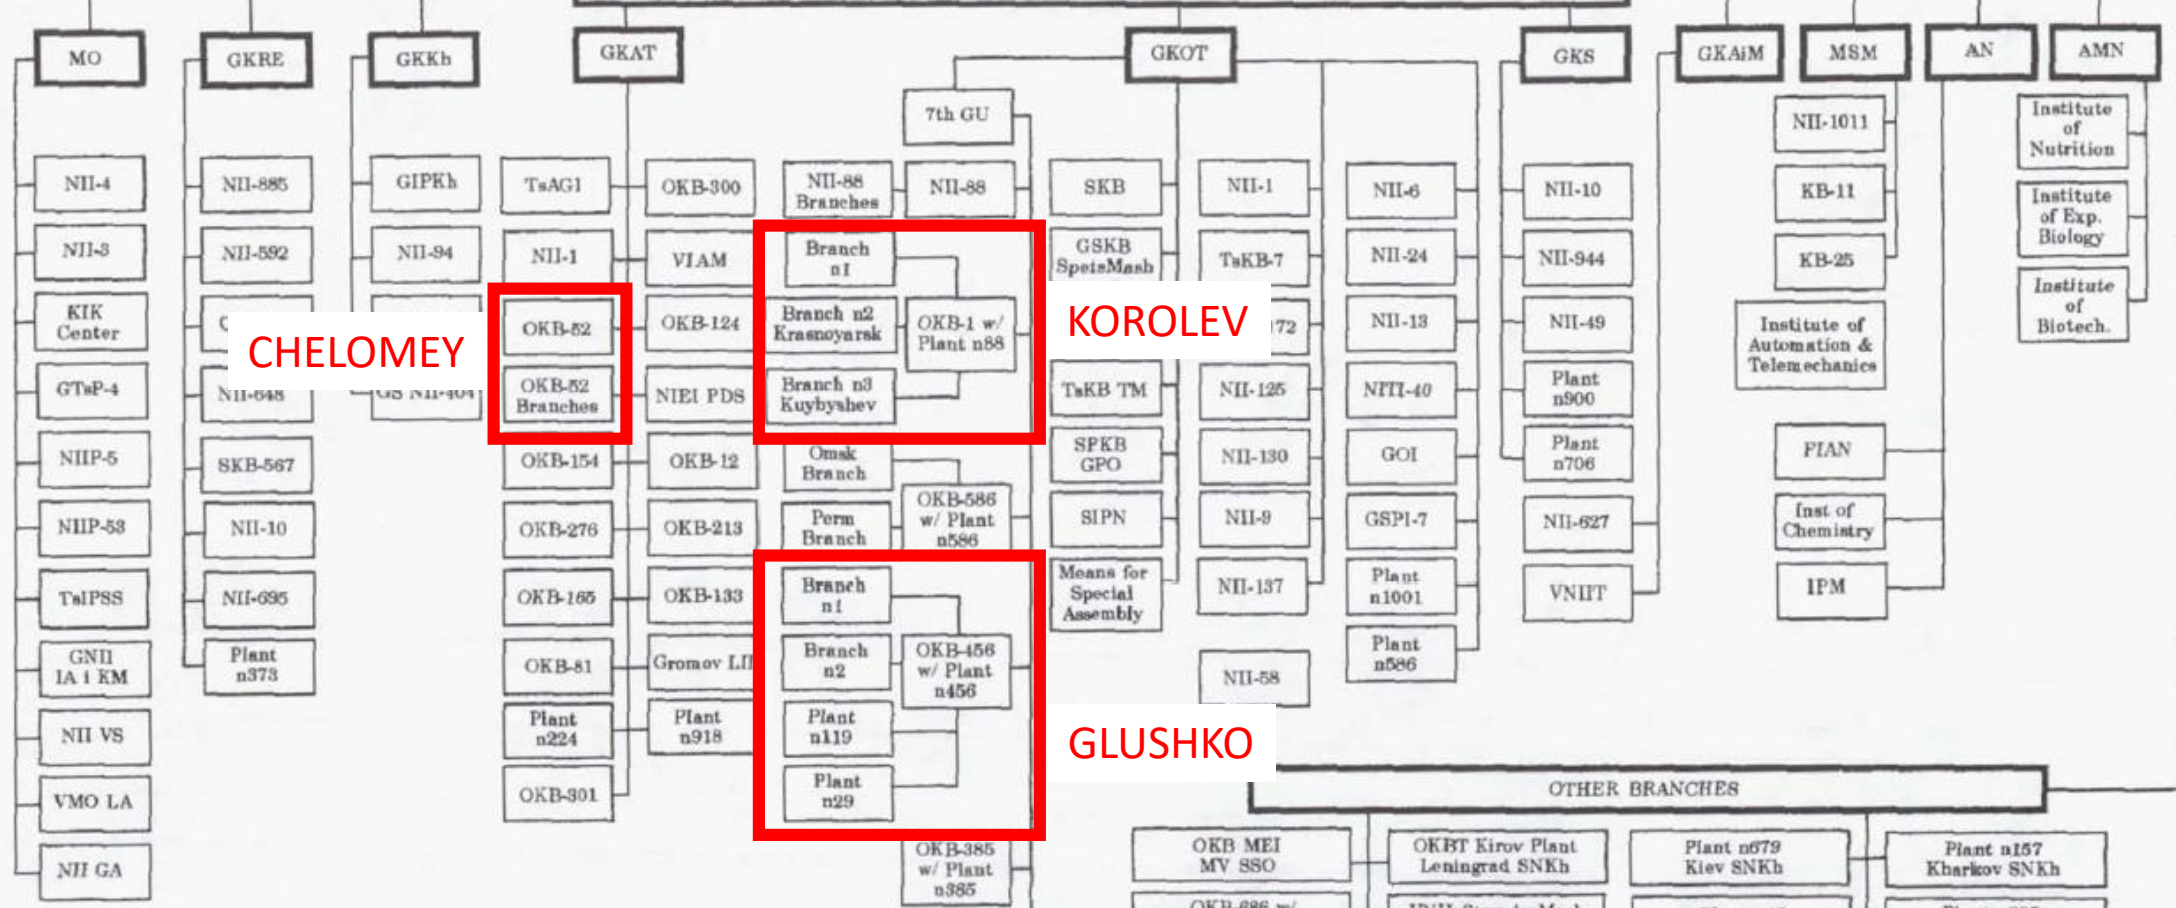 MO
GKRE
GKKh
GKAT
GKOT
GKS
GKAiM
MSM
AN
AMN
7th GU
NII-4
NII-3
KIK
Center
GTsP-4
NIIP-5
NIIP-53
TsIPSS
GNII
IA i KM
NII VS
VMO LA
NII GA
NII-885
NII-592
NII-648
SKB-567
NII-10
NII-695
Plant
n373
GIPKh
NII-94
GS NII-404
CHELOMEY
TsAGI
NII-1
OKB-52
OKB-52
Branches
OKB-154
OKB-276
OKB-165
OKB-81
Plant
n224
OKB-301
OKB-300
VIAM
OKB-124
NIEI PDS
OKB-12
OKB-213
OKB-133
Gromov LII
Plant
n918
NII-88
Branches
NII-88
Branch
n1
Branch n2
Krasnoyarsk
Branch n3
Kuybyshev
OKB-1 w/
Plant n88
KOROLEV
Omsk
Branch
Perm
Branch
OKB-586
w/ Plant
n586
Branch
n1
Branch
n2
Plant
n119
Plant
n29
OKB-456
w/ Plant
n456
GLUSHKO
OKB-385
w/ Plant
n385
SKB
GSKB
SpetsMash
TsKB TM
SPKB
GPO
SIPN
Means for
Special
Assembly
NII-1
TsKB-7
172
NII-125
NII-130
NII-9
NII-137
NII-58
NII-6
NII-24
NII-13
NITI-40
GOI
GSPI-7
Plant
n1001
Plant
n586
NII-10
NII-944
NII-49
Plant
n900
Plant
n706
NII-627
VNIIT
NII-1011
KB-11
KB-25
Institute of
Automation &
Telemechanics
FIAN
Inst of
Chemistry
IPM
Institute
of
Nutrition
Institute
of Exp.
Biology
Institute
of
Biotech.
OTHER BRANCHES
OKB MEI
MV SSO
OKBT Kirov Plant
Leningrad SNKh
Plant n679
Kiev SNKh
Plant n157
Kharkov SNKh
OKB-686 w/